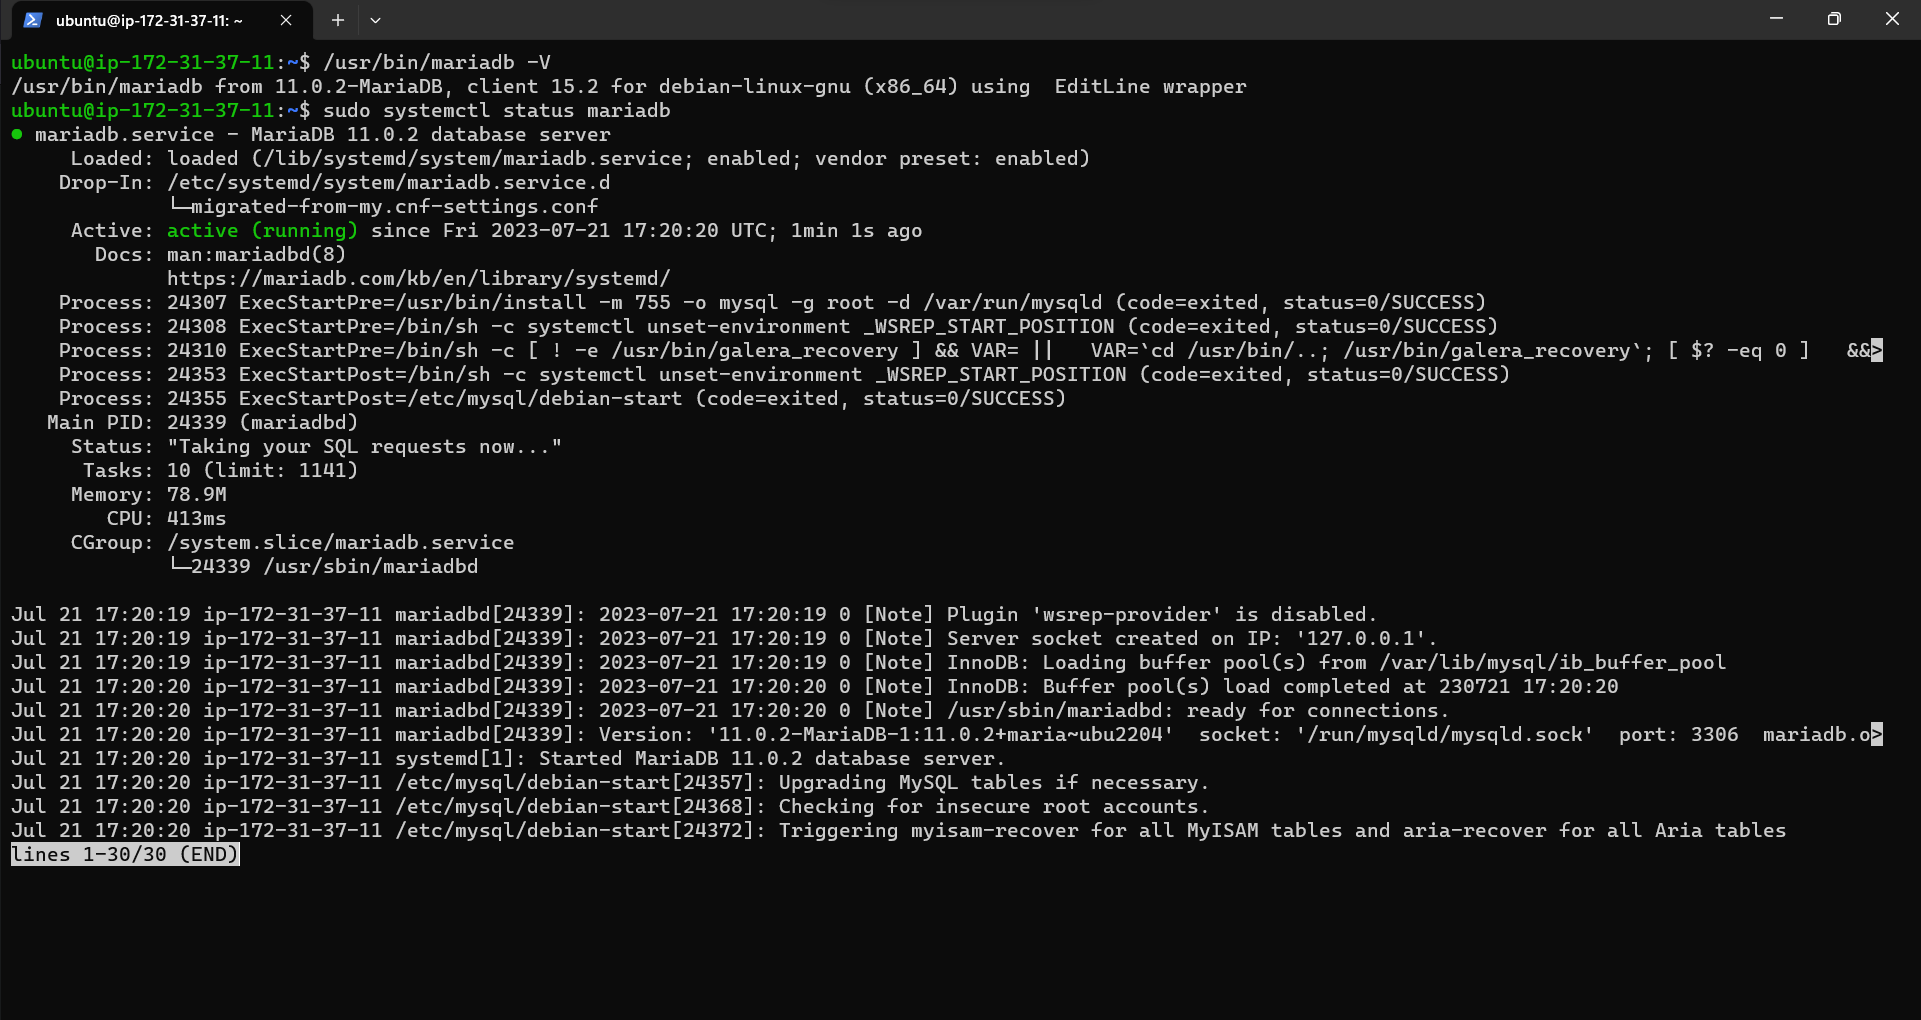 ubuntu@ip-172-31-37-11: ~
ubuntu@ip-172-31-37-11:~$ /usr/bin/mariadb -V
/usr/bin/mariadb from 11.0.2-MariaDB, client 15.2 for debian-linux-gnu (x86_64) using  EditLine wrapper
ubuntu@ip-172-31-37-11:~$ sudo systemctl status mariadb
● mariadb.service - MariaDB 11.0.2 database server
     Loaded: loaded (/lib/systemd/system/mariadb.service; enabled; vendor preset: enabled)
    Drop-In: /etc/systemd/system/mariadb.service.d
             └─migrated-from-my.cnf-settings.conf
     Active: active (running) since Fri 2023-07-21 17:20:20 UTC; 1min 1s ago
       Docs: man:mariadbd(8)
             https://mariadb.com/kb/en/library/systemd/
    Process: 24307 ExecStartPre=/usr/bin/install -m 755 -o mysql -g root -d /var/run/mysqld (code=exited, status=0/SUCCESS)
    Process: 24308 ExecStartPre=/bin/sh -c systemctl unset-environment _WSREP_START_POSITION (code=exited, status=0/SUCCESS)
    Process: 24310 ExecStartPre=/bin/sh -c [ ! -e /usr/bin/galera_recovery ] && VAR= ||   VAR=`cd /usr/bin/..; /usr/bin/galera_recovery`; [ $? -eq 0 ]   &&>
    Process: 24353 ExecStartPost=/bin/sh -c systemctl unset-environment _WSREP_START_POSITION (code=exited, status=0/SUCCESS)
    Process: 24355 ExecStartPost=/etc/mysql/debian-start (code=exited, status=0/SUCCESS)
   Main PID: 24339 (mariadbd)
     Status: "Taking your SQL requests now..."
      Tasks: 10 (limit: 1141)
     Memory: 78.9M
        CPU: 413ms
     CGroup: /system.slice/mariadb.service
             └─24339 /usr/sbin/mariadbd
Jul 21 17:20:19 ip-172-31-37-11 mariadbd[24339]: 2023-07-21 17:20:19 0 [Note] Plugin 'wsrep-provider' is disabled.
Jul 21 17:20:19 ip-172-31-37-11 mariadbd[24339]: 2023-07-21 17:20:19 0 [Note] Server socket created on IP: '127.0.0.1'.
Jul 21 17:20:19 ip-172-31-37-11 mariadbd[24339]: 2023-07-21 17:20:19 0 [Note] InnoDB: Loading buffer pool(s) from /var/lib/mysql/ib_buffer_pool
Jul 21 17:20:20 ip-172-31-37-11 mariadbd[24339]: 2023-07-21 17:20:20 0 [Note] InnoDB: Buffer pool(s) load completed at 230721 17:20:20
Jul 21 17:20:20 ip-172-31-37-11 mariadbd[24339]: 2023-07-21 17:20:20 0 [Note] /usr/sbin/mariadbd: ready for connections.
Jul 21 17:20:20 ip-172-31-37-11 mariadbd[24339]: Version: '11.0.2-MariaDB-1:11.0.2+maria~ubu2204'  socket: '/run/mysqld/mysqld.sock'  port: 3306  mariadb.o>
Jul 21 17:20:20 ip-172-31-37-11 systemd[1]: Started MariaDB 11.0.2 database server.
Jul 21 17:20:20 ip-172-31-37-11 /etc/mysql/debian-start[24357]: Upgrading MySQL tables if necessary.
Jul 21 17:20:20 ip-172-31-37-11 /etc/mysql/debian-start[24368]: Checking for insecure root accounts.
Jul 21 17:20:20 ip-172-31-37-11 /etc/mysql/debian-start[24372]: Triggering myisam-recover for all MyISAM tables and aria-recover for all Aria tables
lines 1-30/30 (END)